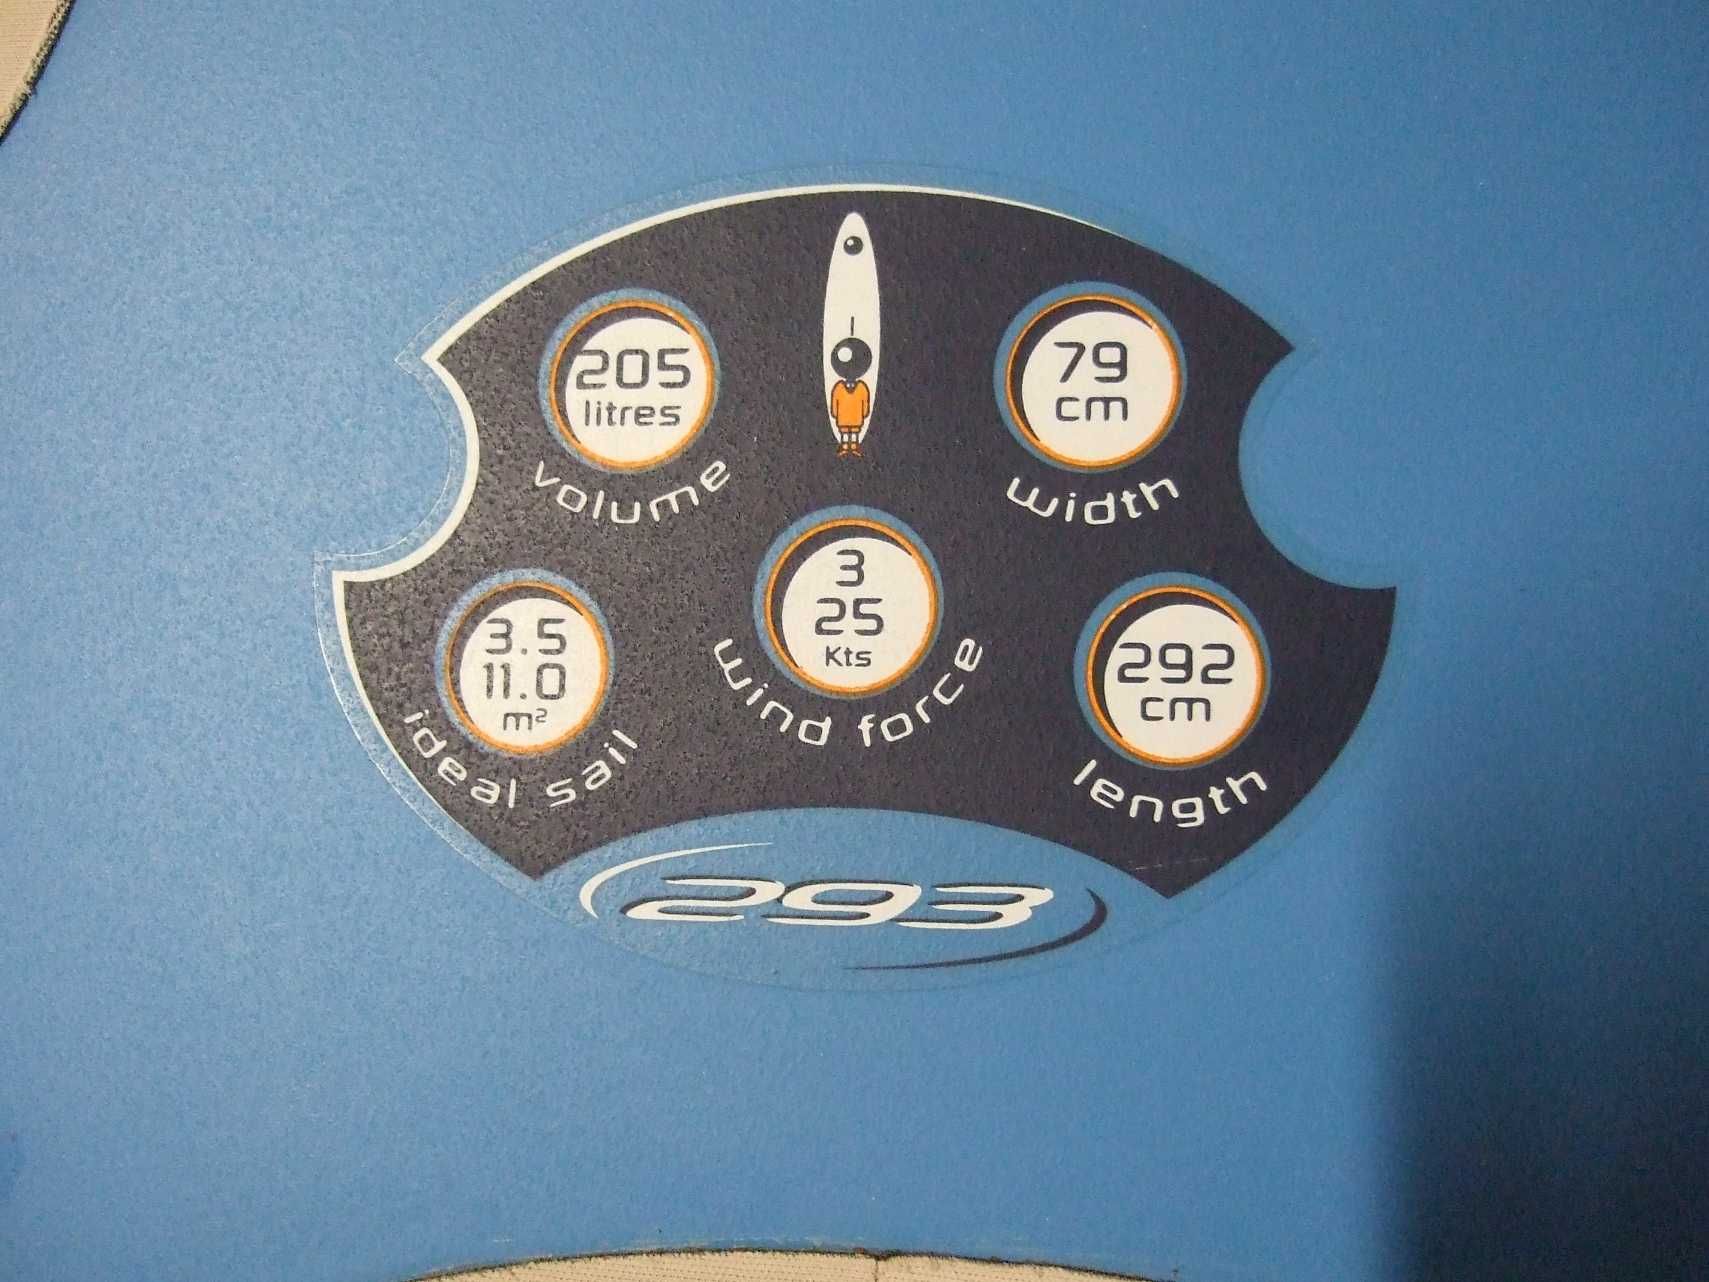 205
litres
volume
79
cm
width
3.5
11.0
m²
ideal sail
3
25
Kts
wind force
292
cm
length
293